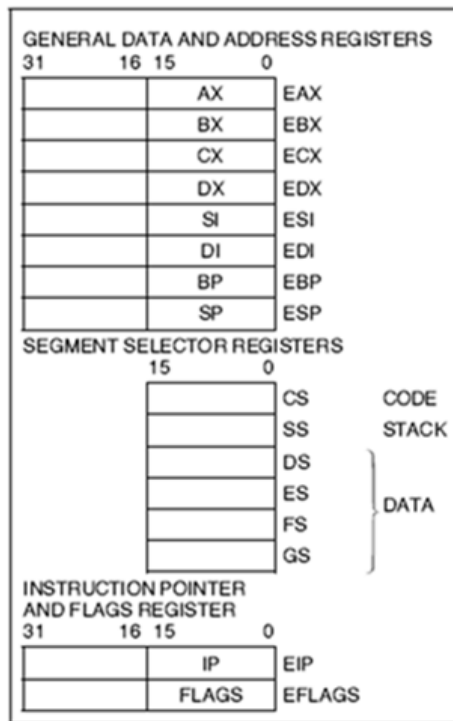 GENERAL DATA AND ADDRESS REGISTERS
31 16 15 0
AX EAX
BX EBX
CX ECX
DX EDX
SI ESI
DI EDI
BP EBP
SP ESP
SEGMENT SELECTOR REGISTERS
15 0
CS CODE
SS STACK
DS
ES
DATA
FS
GS
INSTRUCTION POINTER
AND FLAGS REGISTER
31 16 15 0
IP EIP
FLAGS EFLAGS